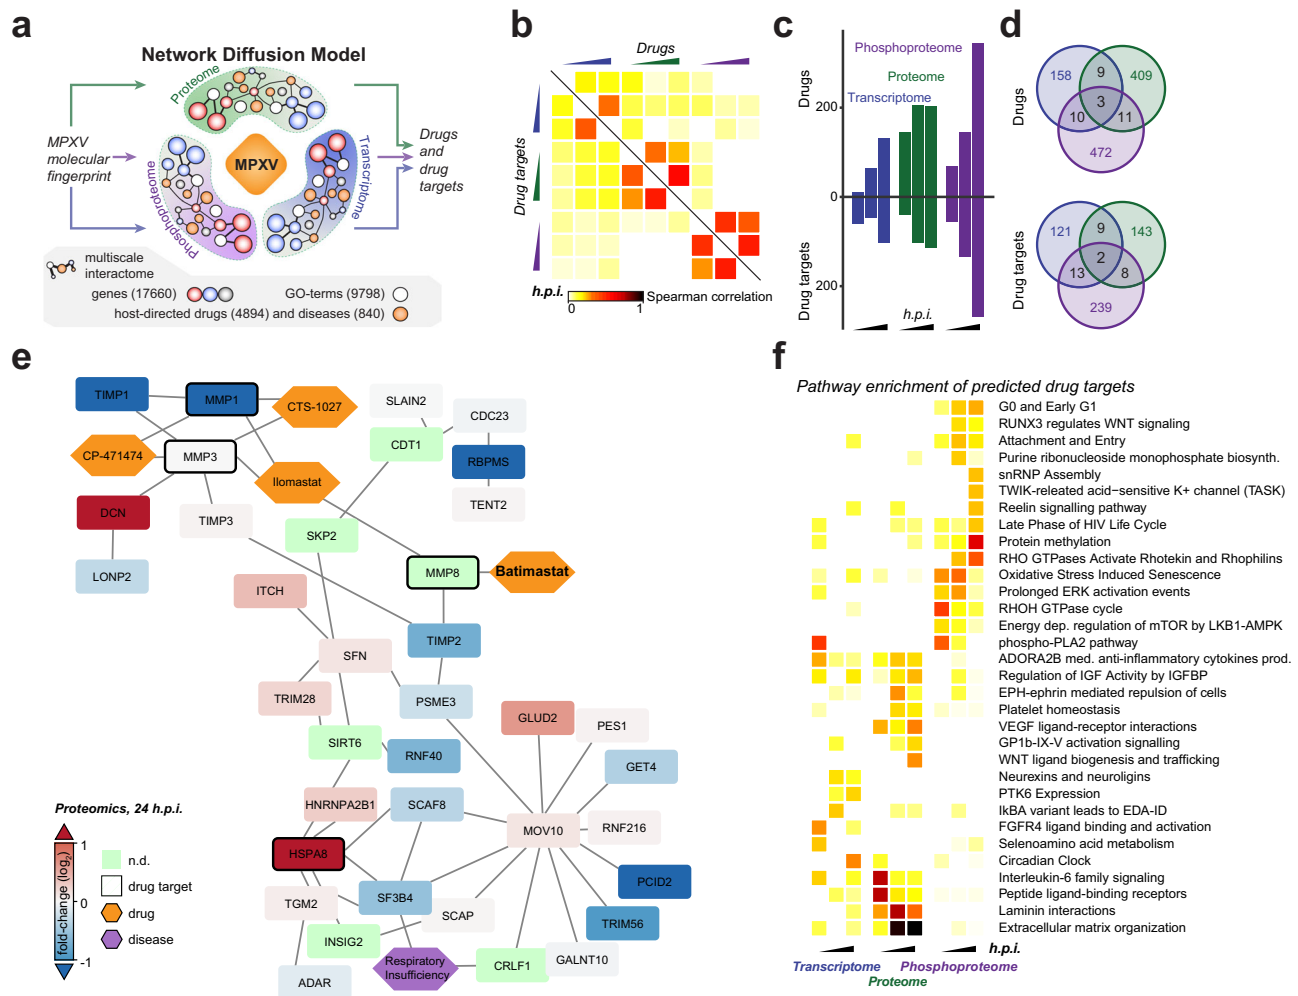 a
Network Diffusion Model
Proteome
MPXV
molecular
fingerprint
MPXV
Transcriptome
Phosphoproteome
Drugs
and
drug
targets
multiscale
interactome
genes (17660)
GO-terms (9798)
host-directed drugs (4894) and diseases (840)
b
Drugs
Drug targets
h.p.i.
0
1
Spearman correlation
c
Phosphoproteome
Proteome
Transcriptome
Drugs
200
0
Drug targets
200
h.p.i.
d
Drugs
158
9
409
3
10
11
472
Drug targets
121
9
143
2
13
8
239
e
TIMP1
MMP1
CTS-1027
SLAIN2
CDC23
CDT1
CP-471474
MMP3
RBPMS
Ilomastat
TENT2
DCN
TIMP3
SKP2
LONP2
MMP8
Batimastat
ITCH
TIMP2
SFN
TRIM28
PSME3
GLUD2
PES1
SIRT6
RNF40
GET4
HNRNPA2B1
SCAF8
MOV10
RNF216
HSPA8
PCID2
TGM2
SF3B4
SCAP
TRIM56
INSIG2
Respiratory
Insufficiency
CRLF1
GALNT10
ADAR
Proteomics, 24 h.p.i.
1
0
-1
fold-change (log2)
n.d.
drug target
drug
disease
f
Pathway enrichment of predicted drug targets
G0 and Early G1
RUNX3 regulates WNT signaling
Attachment and Entry
Purine ribonucleoside monophosphate biosynth.
snRNP Assembly
TWIK-releated acid−sensitive K+ channel (TASK)
Reelin signalling pathway
Late Phase of HIV Life Cycle
Protein methylation
RHO GTPases Activate Rhotekin and Rhophilins
Oxidative Stress Induced Senescence
Prolonged ERK activation events
RHOH GTPase cycle
Energy dep. regulation of mTOR by LKB1-AMPK
phospho-PLA2 pathway
ADORA2B med. anti-inflammatory cytokines prod.
Regulation of IGF Activity by IGFBP
EPH-ephrin mediated repulsion of cells
Platelet homeostasis
VEGF ligand-receptor interactions
GP1b-IX-V activation signalling
WNT ligand biogenesis and trafficking
Neurexins and neuroligins
PTK6 Expression
IkBA variant leads to EDA-ID
FGFR4 ligand binding and activation
Selenoamino acid metabolism
Circadian Clock
Interleukin-6 family signaling
Peptide ligand-binding receptors
Laminin interactions
Extracellular matrix organization
h.p.i.
Transcriptome
Phosphoproteome
Proteome